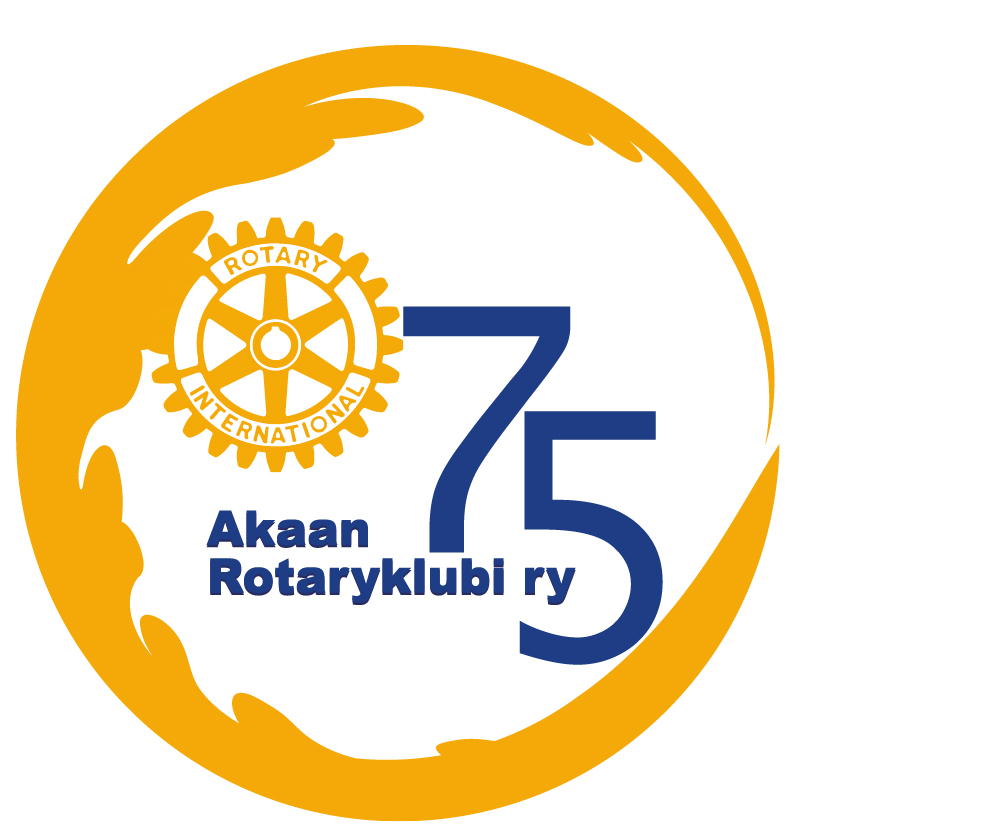 ROTARY
INTERNATIONAL
75
Akaan
Rotaryklubi ry